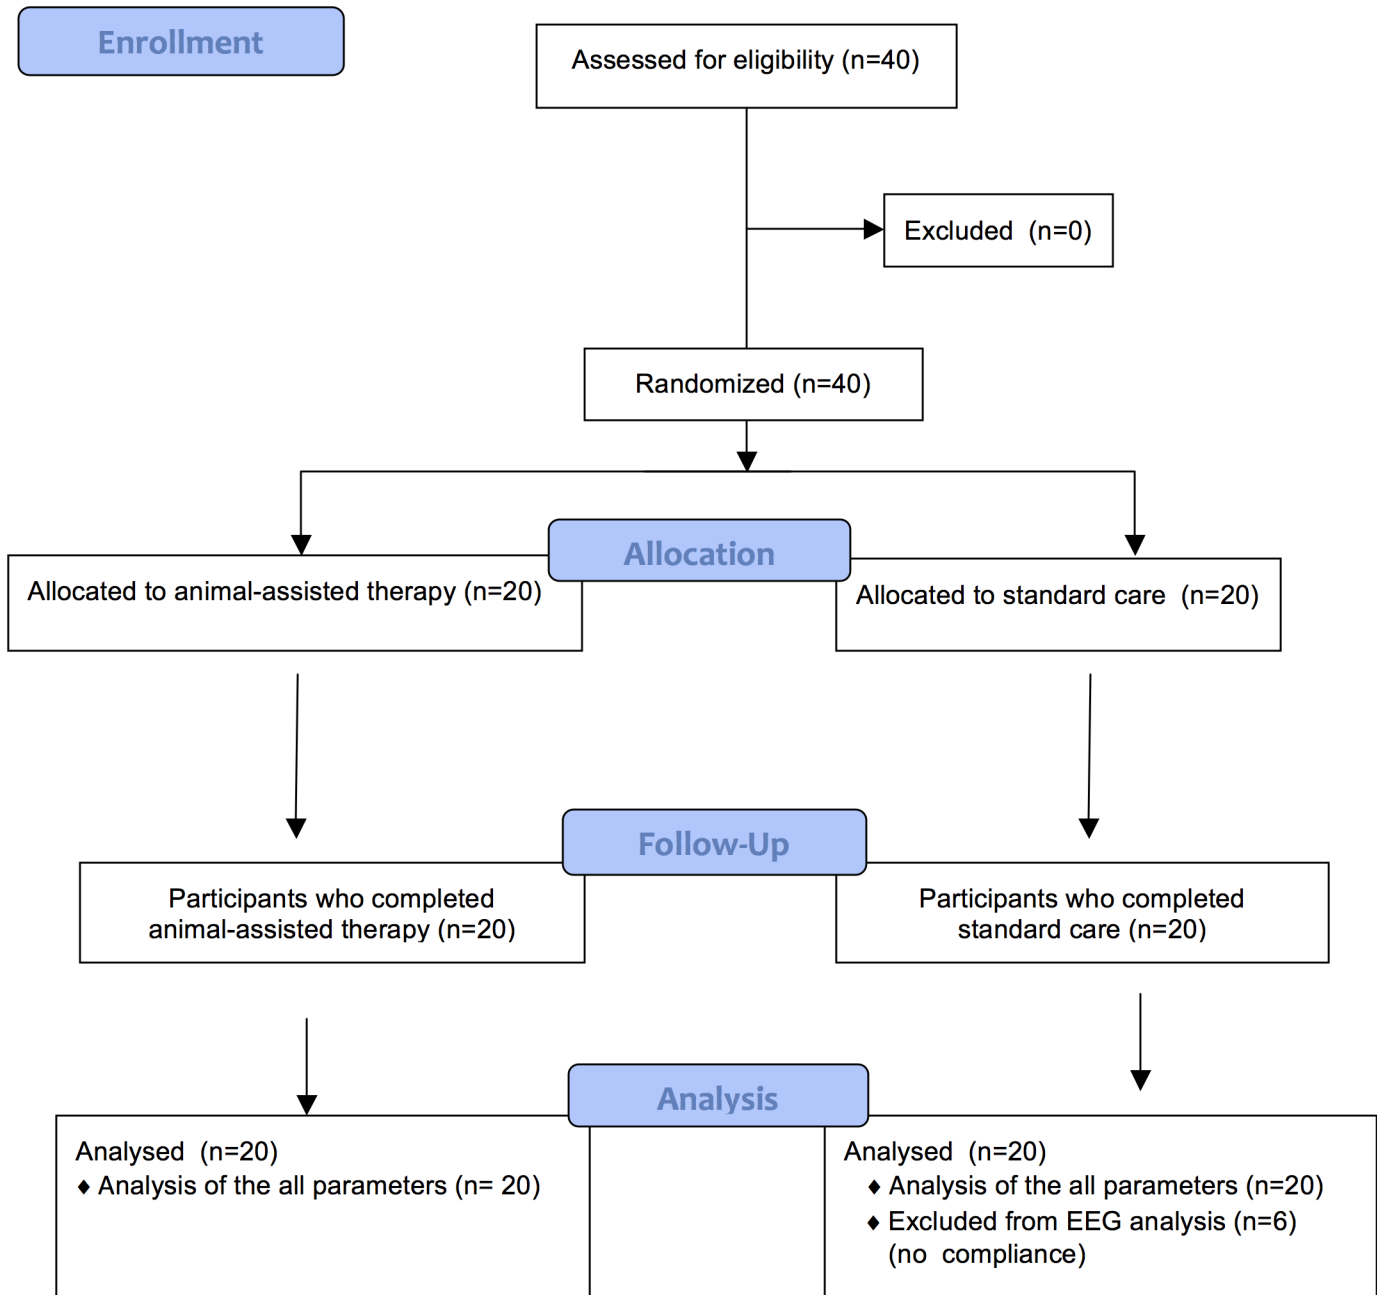 Enrollment
Assessed for eligibility (n=40)
Excluded (n=0)
Randomized (n=40)
Allocation
Allocated to animal-assisted therapy (n=20)
Allocated to standard care (n=20)
Follow-Up
Participants who completed
animal-assisted therapy (n=20)
Participants who completed
standard care (n=20)
Analysis
Analysed (n=20)
♦ Analysis of the all parameters (n= 20)
Analysed (n=20)
♦ Analysis of the all parameters (n=20)
♦ Excluded from EEG analysis (n=6)
(no compliance)